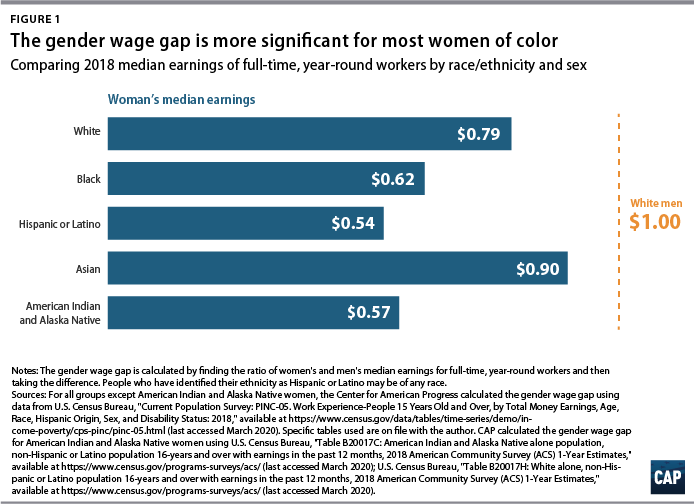 FIGURE 1
The gender wage gap is more significant for most women of color
Comparing 2018 median earnings of full-time, year-round workers by race/ethnicity and sex
Woman's median earnings
White
$0.79
Black
$0.62
Hispanic or Latino
$0.54
Asian
$0.90
American Indian
and Alaska Native
$0.57
White men
$1.00
Notes: The gender wage gap is calculated by finding the ratio of women's and men's median earnings for full-time, year-round workers and then
taking the difference. People who have identified their ethnicity as Hispanic or Latino may be of any race.
Sources: For all groups except American Indian and Alaska Native women, the Center for American Progress calculated the gender wage gap using
data from U.S. Census Bureau, "Current Population Survey: PINC-05. Work Experience-People 15 Years Old and Over, by Total Money Earnings, Age,
Race, Hispanic Origin, Sex, and Disability Status: 2018," available at https://www.census.gov/data/tables/time-series/demo/in-
come-poverty/cps-pinc/pinc-05.html (last accessed March 2020). Specific tables used are on file with the author. CAP calculated the gender wage gap
for American Indian and Alaska Native women using U.S. Census Bureau, "Table B20017C: American Indian and Alaska Native alone population,
non-Hispanic or Latino population 16-years and over with earnings in the past 12 months, 2018 American Community Survey (ACS) 1-Year Estimates,"
available at https://www.census.gov/programs-surveys/acs/ (last accessed March 2020); U.S. Census Bureau, "Table B20017H: White alone, non-His-
panic or Latino population 16-years and over with earnings in the past 12 months, 2018 American Community Survey (ACS) 1-Year Estimates,"
available at https://www.census.gov/programs-surveys/acs/ (last accessed March 2020).
CAP